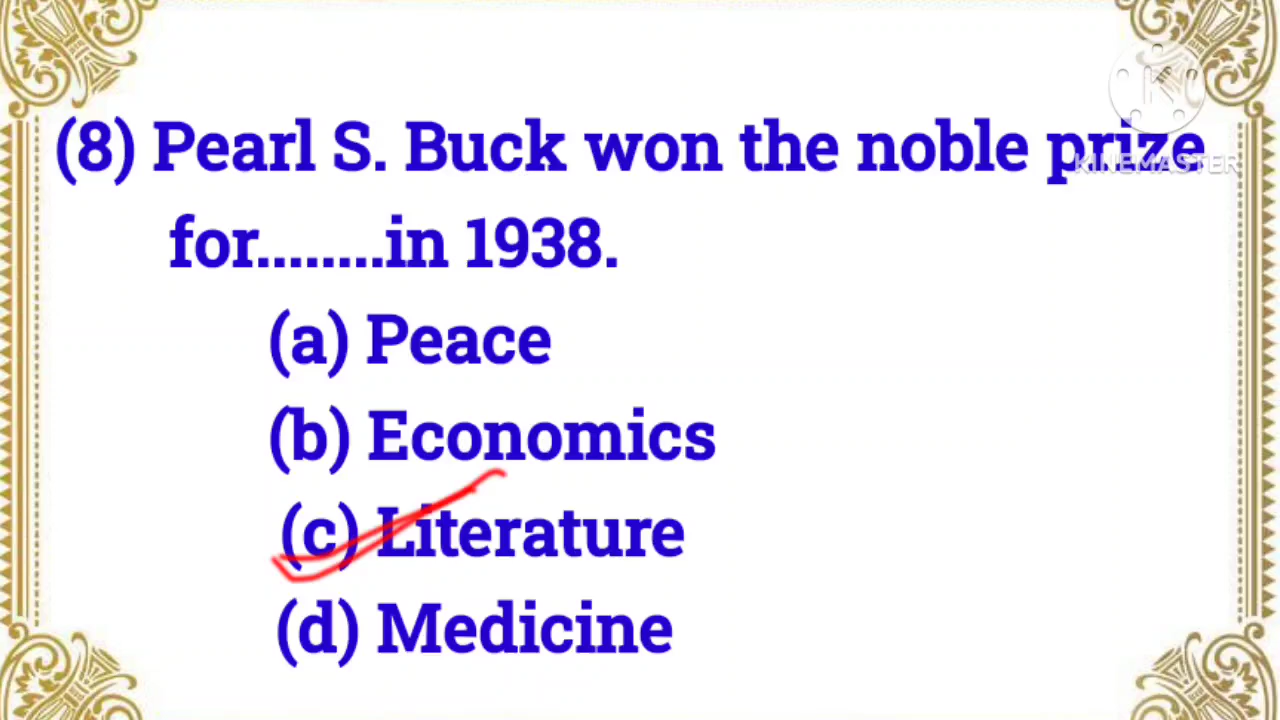 (8) Pearl S. Buck won the noble prize
KINEMASTER
for........in 1938.
(a) Peace
(b) Economics
(c) Literature
(d) Medicine